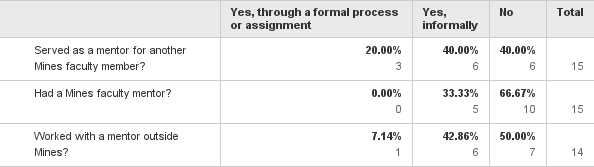 Yes, through a formal process Yes, No Total
or assignment informally
Served as a mentor for another 20.00% 40.00% 40.00%
Mines faculty member? 3 6 6 15
Had a Mines faculty mentor? 0.00% 33.33% 66.67%
0 5 10 15
Worked with a mentor outside 7.14% 42.86% 50.00%
Mines? 1 6 7 14